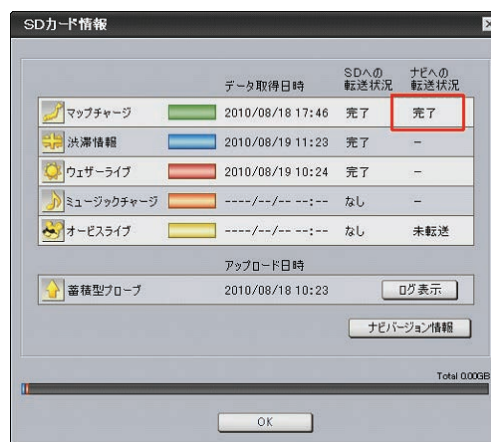 SDカード情報
データ取得日時 SDへの転送状況 ナビへの転送状況
マップチャージ 2010/08/18 17:46 完了 完了
渋滞情報 2010/08/19 11:23 完了 －
ウェザーライブ 2010/08/19 10:24 完了 －
ミュージックチャージ ----/--/-- --:-- なし －
オービスライブ ----/--/-- --:-- なし 未転送
アップロード日時
蓄積型プローブ 2010/08/18 10:23 ログ表示
ナビバージョン情報
Total 0.00GB
OK